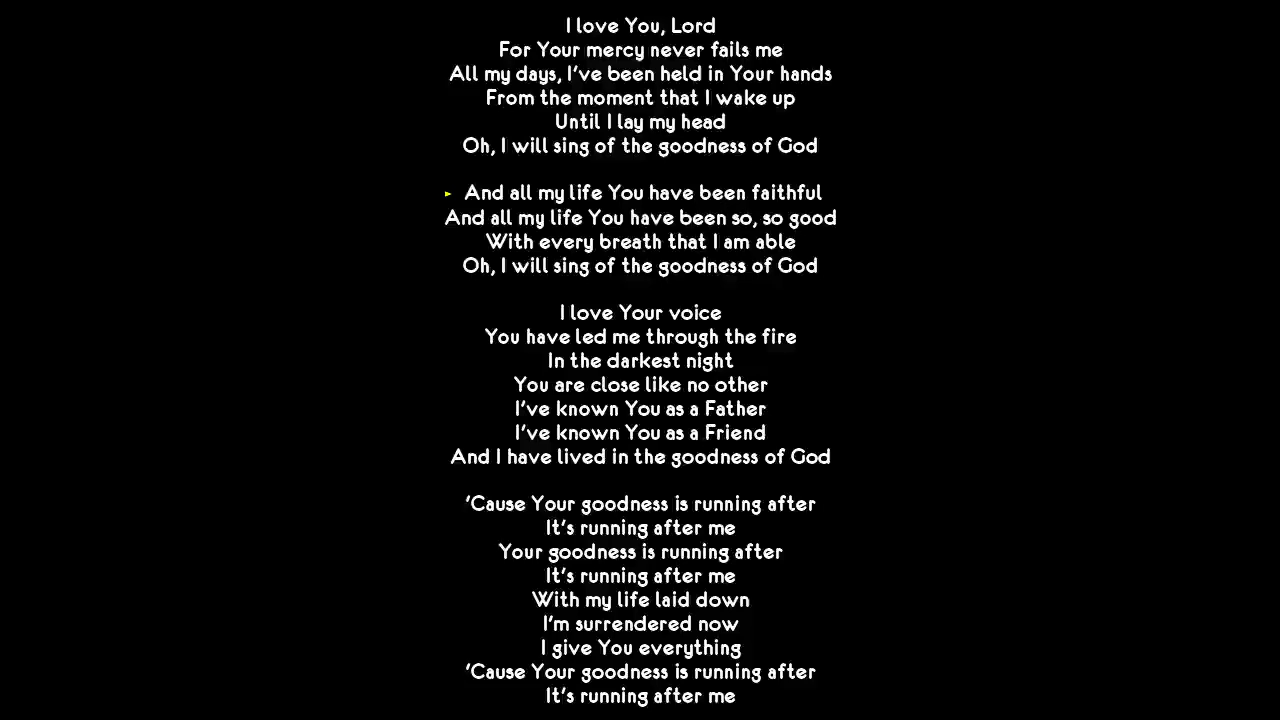 I love You, Lord
For Your mercy never fails me
All my days, I've been held in Your hands
From the moment that I wake up
Until I lay my head
Oh, I will sing of the goodness of God
And all my life You have been faithful
And all my life You have been so, so good
With every breath that I am able
Oh, I will sing of the goodness of God
I love Your voice
You have led me through the fire
In the darkest night
You are close like no other
I've known You as a Father
I've known You as a Friend
And I have lived in the goodness of God
'Cause Your goodness is running after
It's running after me
Your goodness is running after
It's running after me
With my life laid down
I'm surrendered now
I give You everything
'Cause Your goodness is running after
It's running after me